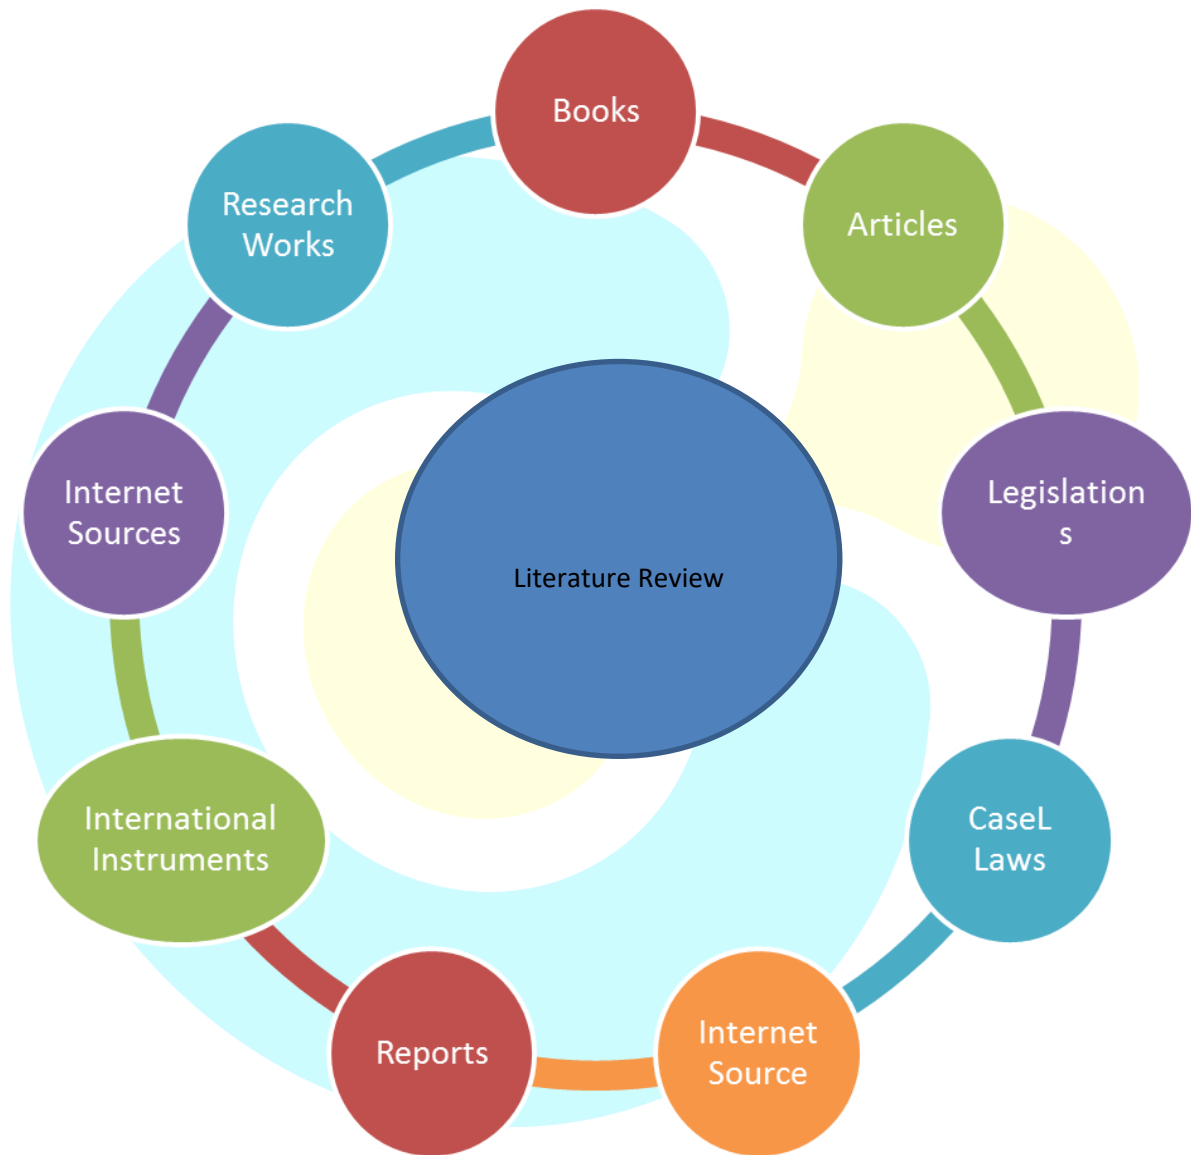 Books
Research
Works
Articles
Internet
Sources
Legislation
s
Literature Review
International
Instruments
CaseL
Laws
Reports
Internet
Source